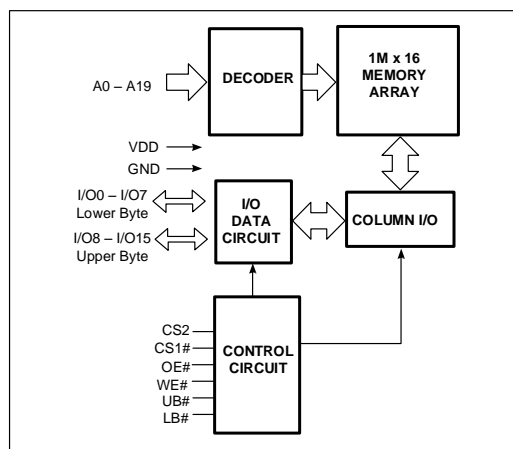 A0 – A19
DECODER
1M x 16
MEMORY
ARRAY
VDD
GND
I/O0 – I/O7
Lower Byte
I/O8 – I/O15
Upper Byte
I/O
DATA
CIRCUIT
COLUMN I/O
CS2
CS1#
OE#
WE#
UB#
LB#
CONTROL
CIRCUIT